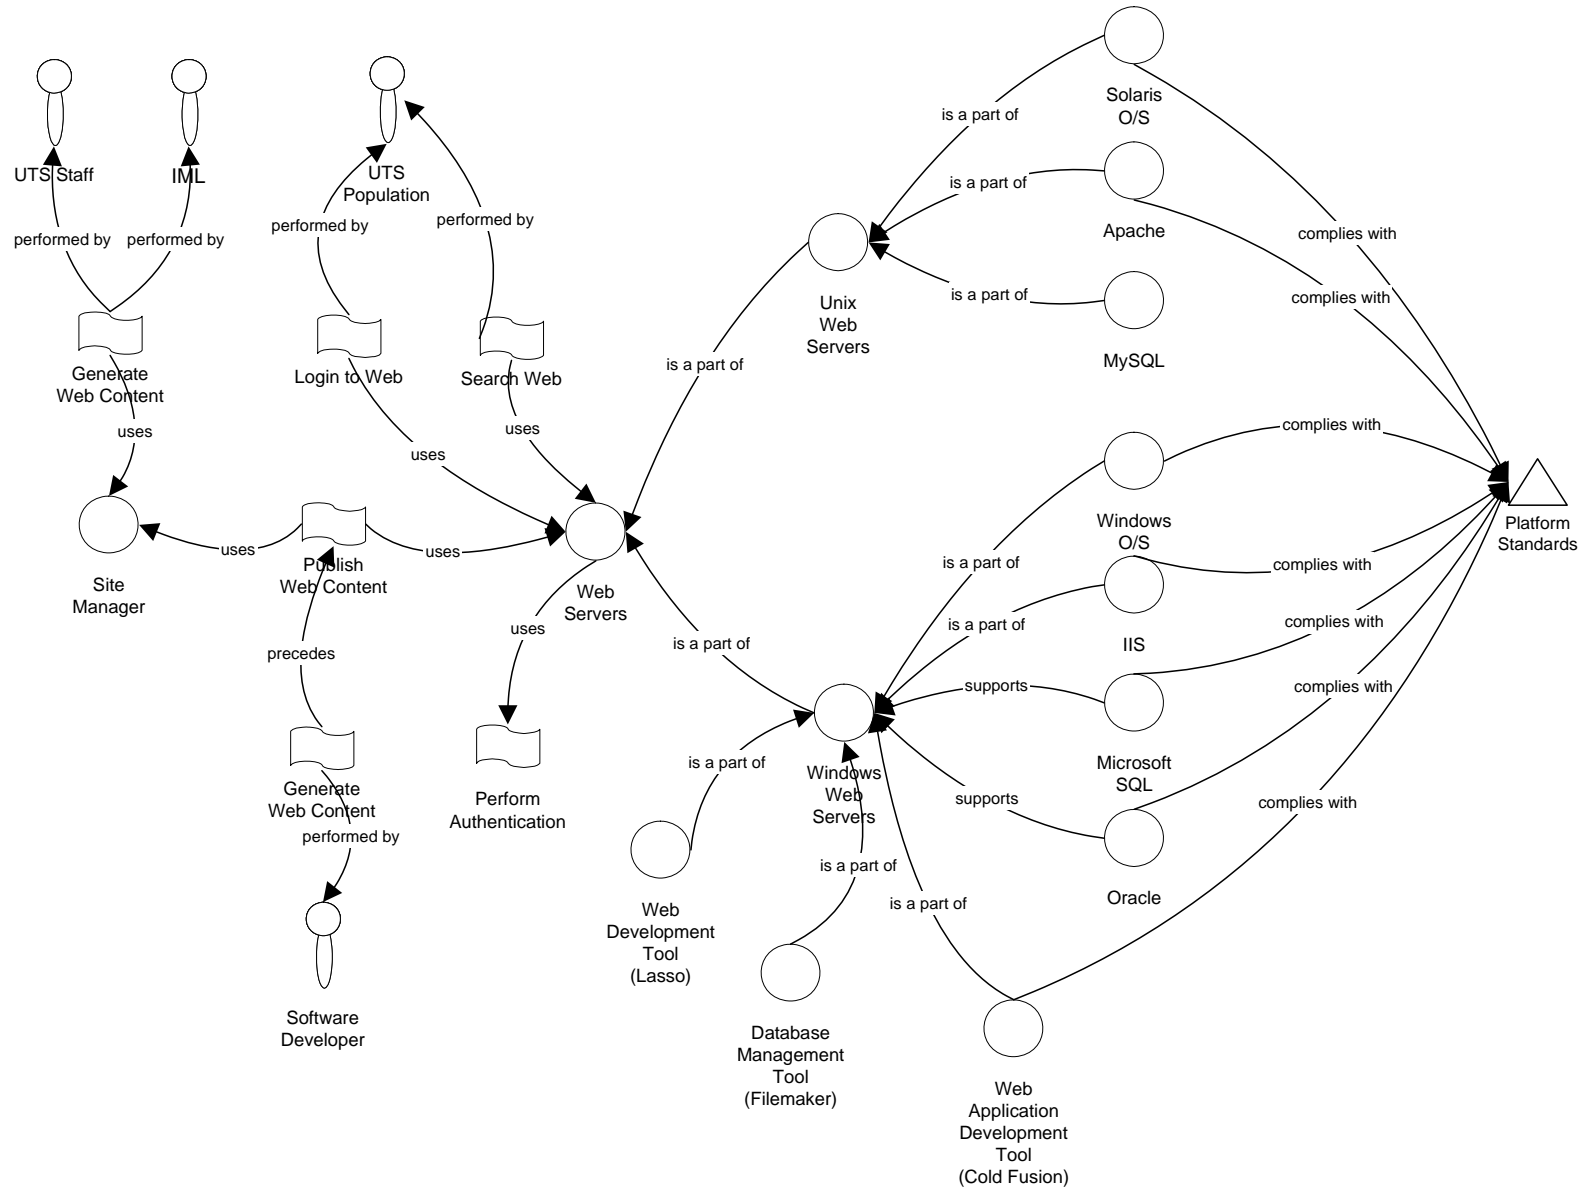 Solaris
O/S
is a part of
UTS Staff
IML
UTS
Population
is a part of
Apache
performed by
performed by
performed by
performed by
complies with
complies with
is a part of
Unix
Web
Servers
MySQL
Generate
Web Content
Login to Web
Search Web
is a part of
uses
uses
uses
complies with
Windows
O/S
Platform
Standards
uses
uses
Publish
Web Content
Site
Manager
Web
Servers
is a part of
complies with
uses
is a part of
complies with
IIS
precedes
is a part of
supports
complies with
Generate
Web Content
performed by
Perform
Authentication
is a part of
Windows
Web
Servers
Microsoft
SQL
supports
complies with
is a part of
is a part of
Oracle
Web
Development
Tool
(Lasso)
Software
Developer
Database
Management
Tool
(Filemaker)
Web
Application
Development
Tool
(Cold Fusion)